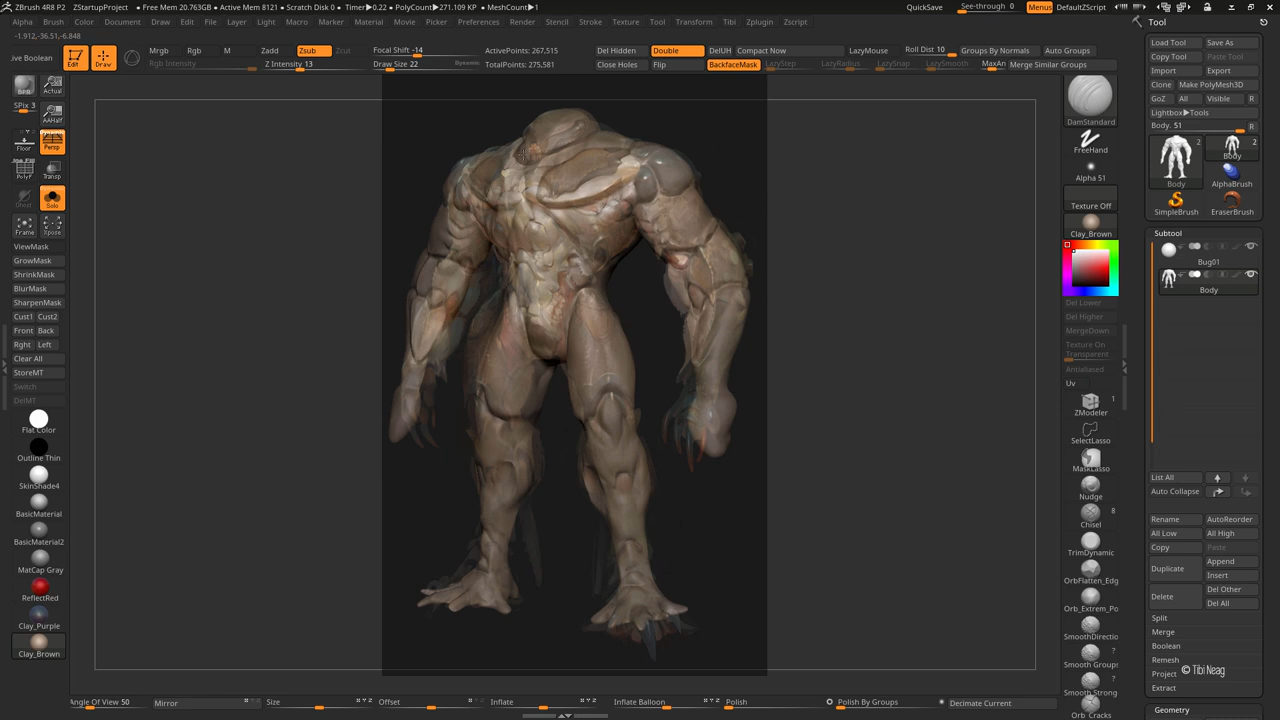 ZBrush 4R8 P2
ZStartupProject
• Free Mem 20.763GB • Active Mem 8121 • Scratch Disk 0 • Timer▶0.22 • PolyCount▶271.109 KP • MeshCount▶1
QuickSave
See-through 0
Menus
DefaultZScript
Alpha Brush Color Document Draw Edit File Layer Light Macro Marker Material Movie Picker Preferences Render Stencil Stroke Texture Tool Transform Tibi Zplugin Zscript
-1.912,-36.51,-6.848
ive Boolean
Edit
Draw
Mrgb Rgb M Zadd Zsub Zcut
Rgb Intensity
Z Intensity 13
Focal Shift -14
Draw Size 22
Dynamic
ActivePoints: 267,515
TotalPoints: 275,581
Del Hidden Double DelUH Compact Now LazyMouse Roll Dist 10 Groups By Normals Auto Groups
Close Holes Flip BackfaceMask LazyStep LazyRadius LazySnap LazySmooth MaxAn Merge Similar Groups
BPR
SPix 3
Actual
AAHalf
Dynamic
Persp
Floor
PolyF
Transp
Ghost
Solo
Frame
Xpose
ViewMask
GrowMask
ShrinkMask
BlurMask
SharpenMask
Cust1 Cust2
Front Back
Rght Left
Clear All
StoreMT
Switch
DelMT
Flat Color
Outline Thin
SkinShade4
BasicMaterial
BasicMaterial2
MatCap Gray
ReflectRed
Clay_Purple
Clay_Brown
DamStandard
FreeHand
Alpha 51
Texture Off
Clay_Brown
Del Lower
Del Higher
MergeDown
Texture On
Transparent
Antialiased
Uv
1
ZModeler
SelectLasso
MaskLasso
Nudge
8
Chisel
TrimDynamic
OrbFlatten_Edg
Orb_Extrem_Po
SmoothDirectio
?
Smooth Groups
?
Smooth Strong
Orb_Cracks
Tool
Load Tool Save As
Copy Tool Paste Tool
Import Export
Clone Make PolyMesh3D
GoZ All Visible R
Lightbox▶Tools
Body. 51 R
2
Body
2
Body
AlphaBrush
SimpleBrush
EraserBrush
Subtool
Bug01
Body
List All
Auto Collapse
Rename AutoReorder
All Low All High
Copy Paste
Duplicate
Append
Insert
Delete
Del Other
Del All
Split
Merge
Boolean
Remesh
Project
Extract
Geometry
© Tibi Neag
Angle Of View 50
Mirror
Size
Offset
Inflate
Inflate Balloon
Polish
Polish By Groups
Decimate Current